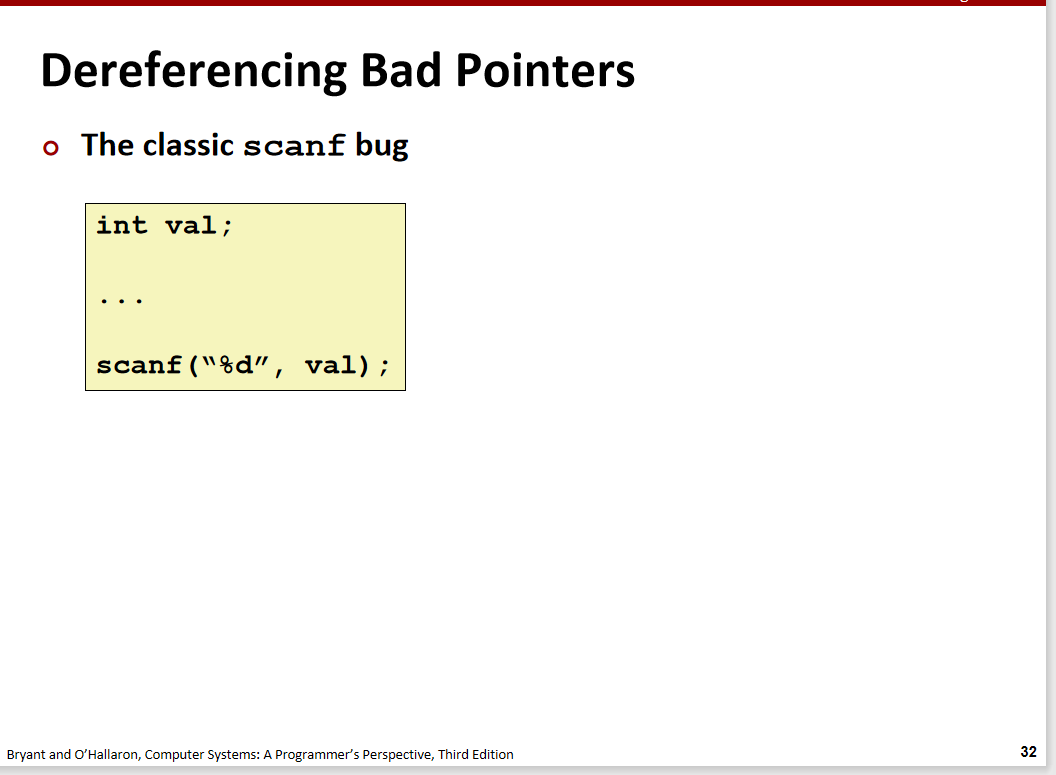 Dereferencing Bad Pointers
The classic scanf bug
int val;
...
scanf(“%d”, val);
Bryant and O’Hallaron, Computer Systems: A Programmer’s Perspective, Third Edition
32